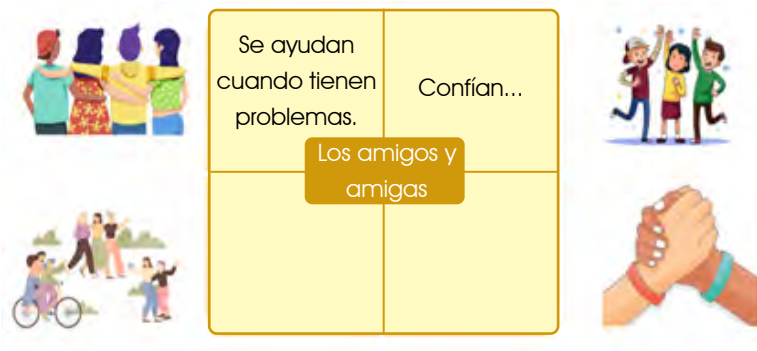 Se ayudan
cuando tienen
problemas.
Confían...
Los amigos y
amigas